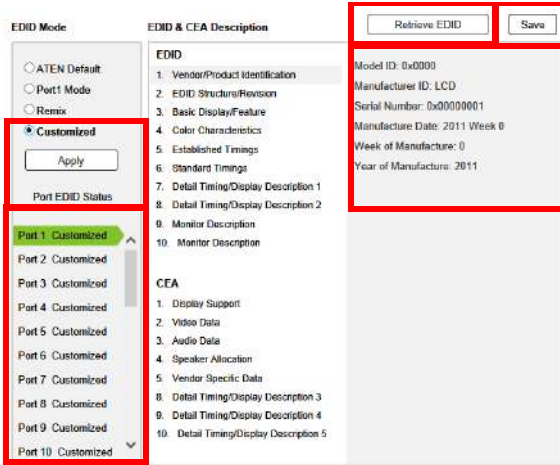 EDID Mode
ATEN Default
Port1 Mode
Remix
Customized
Apply
Port EDID Status
Port 1 Customized
Port 2 Customized
Port 3 Customized
Port 4 Customized
Port 5 Customized
Port 6 Customized
Port 7 Customized
Port 8 Customized
Port 9 Customized
Port 10 Customized
EDID & CEA Description
EDID
1. Vendor/Product Identification
2. EDID Structure/Revision
3. Basic Display/Feature
4. Color Characteristics
5. Established Timings
6. Standard Timings
7. Detail Timing/Display Description 1
8. Detail Timing/Display Description 2
9. Monitor Description
10. Monitor Description
CEA
1. Display Support
2. Video Data
3. Audio Data
4. Speaker Allocation
5. Vendor Specific Data
8. Detail Timing/Display Description 3
9. Detail Timing/Display Description 4
10. Detail Timing/Display Description 5
Retrieve EDID
Save
Model ID: 0x0000
Manufacturer ID: LCD
Serial Number: 0x00000001
Manufacture Date: 2011 Week 0
Week of Manufacture: 0
Year of Manufacture: 2011